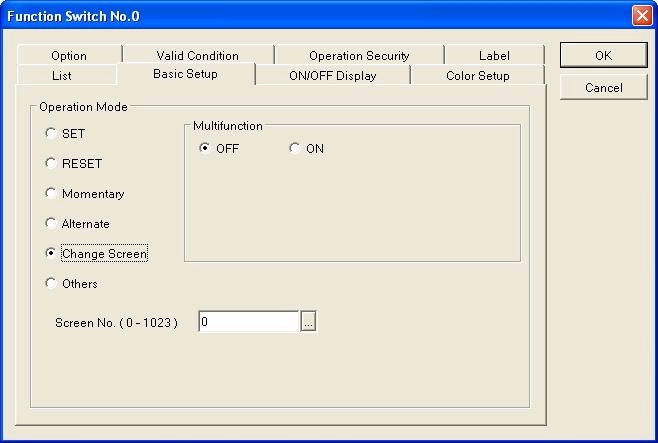 Function Switch No.0
Option Valid Condition Operation Security Label
List Basic Setup ON/OFF Display Color Setup
OK
Cancel
Operation Mode
SET
RESET
Momentary
Alternate
Change Screen
Others
Multifunction
OFF ON
Screen No. ( 0 - 1023 ) 0 ...